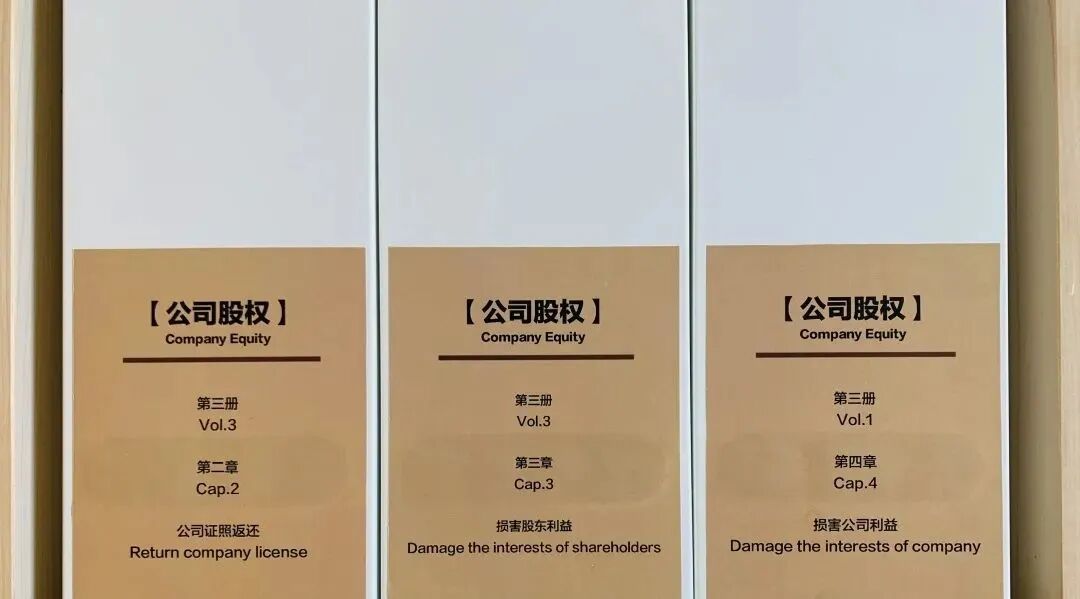 【公司股权】
Company Equity
第三册
Vol.3
第二章
Cap.2
公司证照返还
Return company license
【公司股权】
Company Equity
第三册
Vol.3
第三章
Cap.3
损害股东利益
Damage the interests of shareholders
【公司股权】
Company Equity
第三册
Vol.1
第四章
Cap.4
损害公司利益
Damage the interests of company